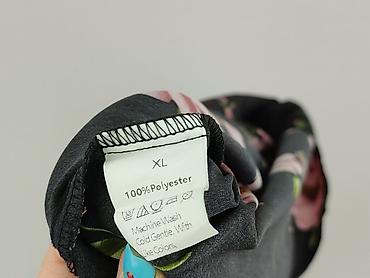 XL
100%Polyester
Machine Wash
Cold Gentle, With
Like Colors,